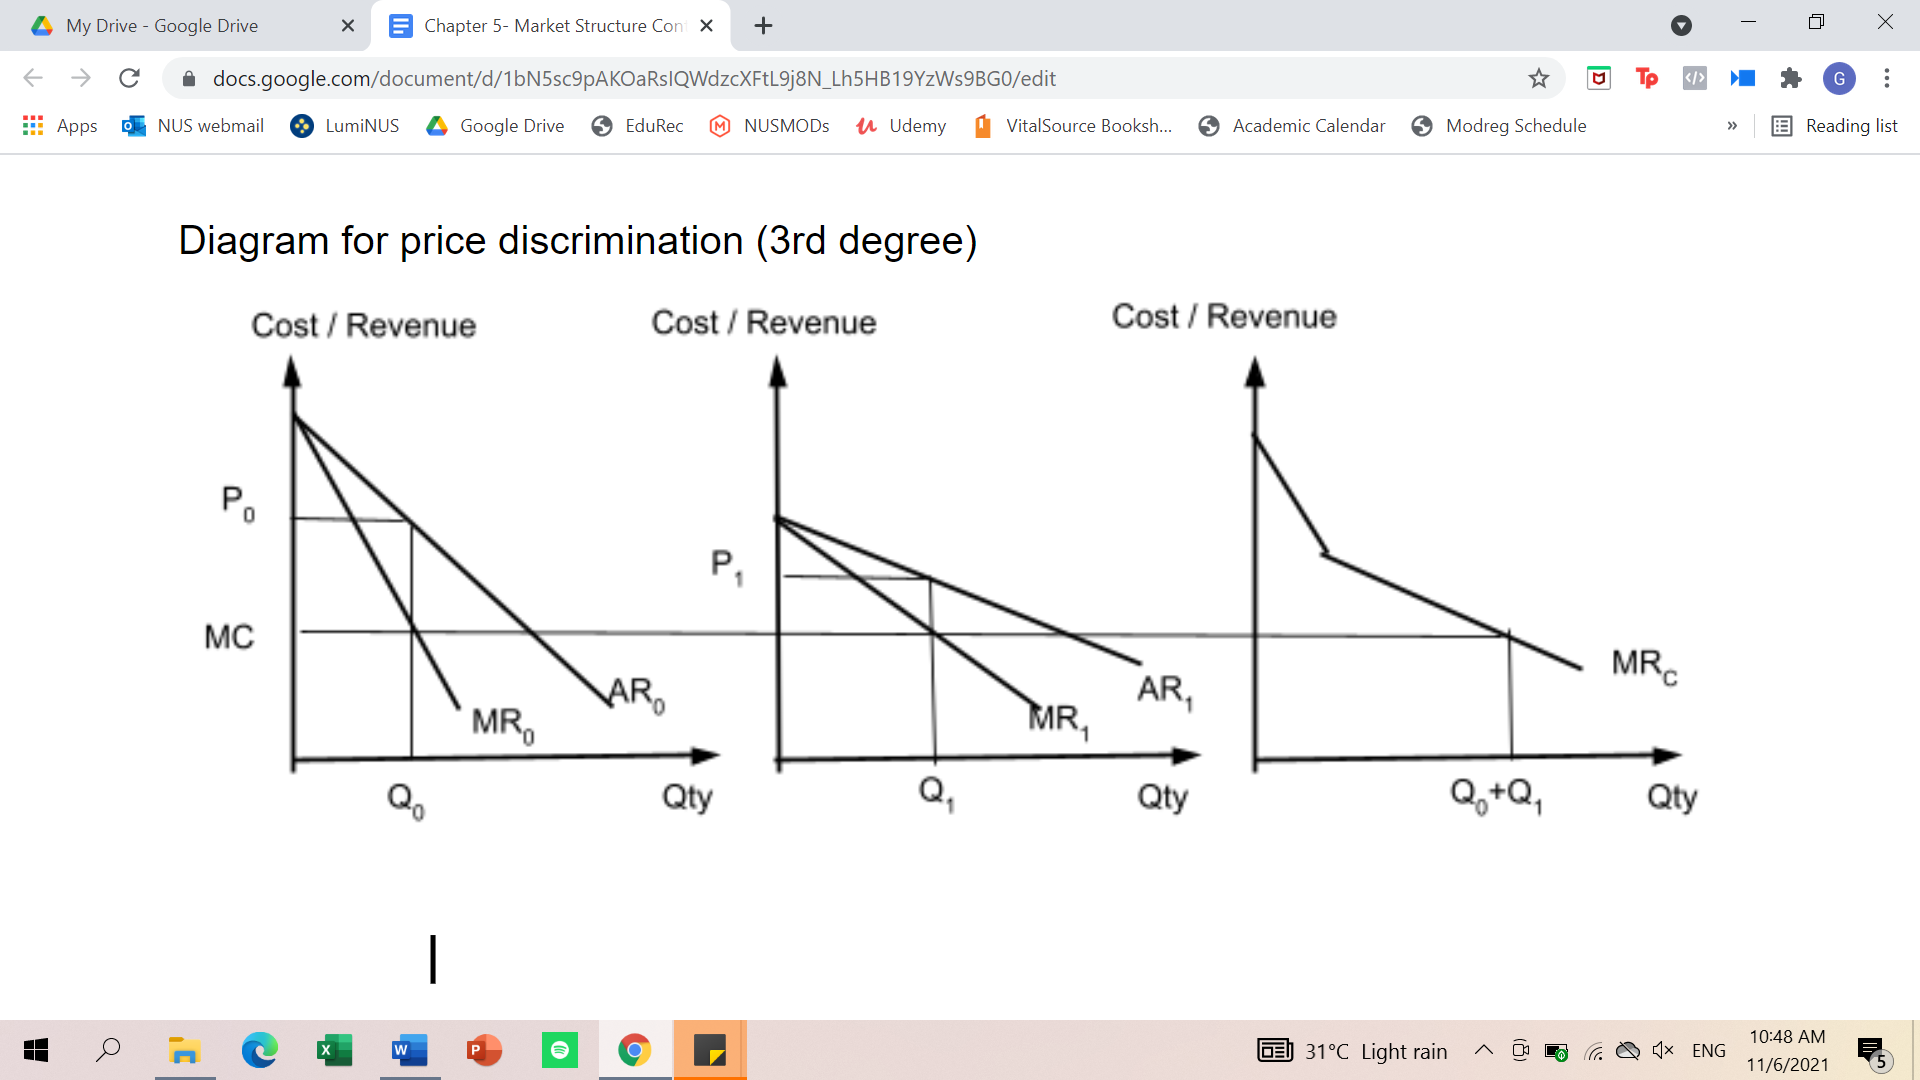 My Drive - Google Drive
Chapter 5- Market Structure Con
docs.google.com/document/d/1bN5sc9pAKOaRsIQWdzcXFtL9j8N_Lh5HB19YzWs9BG0/edit
Tp
G
Apps
NUS webmail
LumiNUS
Google Drive
EduRec
NUSMODs
Udemy
VitalSource Booksh...
Academic Calendar
Modreg Schedule
»
Reading list
Diagram for price discrimination (3rd degree)
Cost / Revenue
Cost / Revenue
Cost / Revenue
P₀
P₁
MC
MR₀
AR₀
MR₁
AR₁
MRc
Q₀
Qty
Q₁
Qty
Q₀+Q₁
Qty
31°C Light rain
ENG
10:48 AM
11/6/2021
5